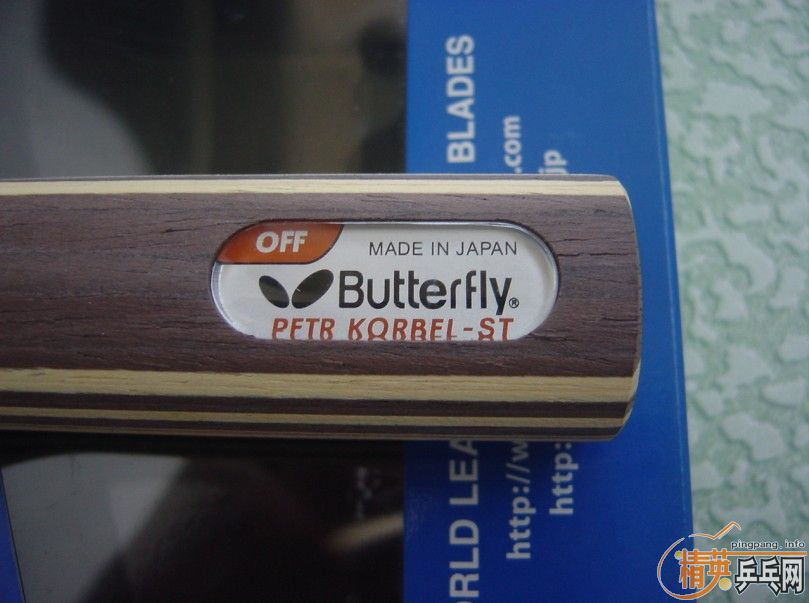 OFF
MADE IN JAPAN
Butterfly®
PETR KORBEL-ST
BLADES
.com
jp
ORLD LEA
http://w
http:
pingpang.info
精英乒乓网